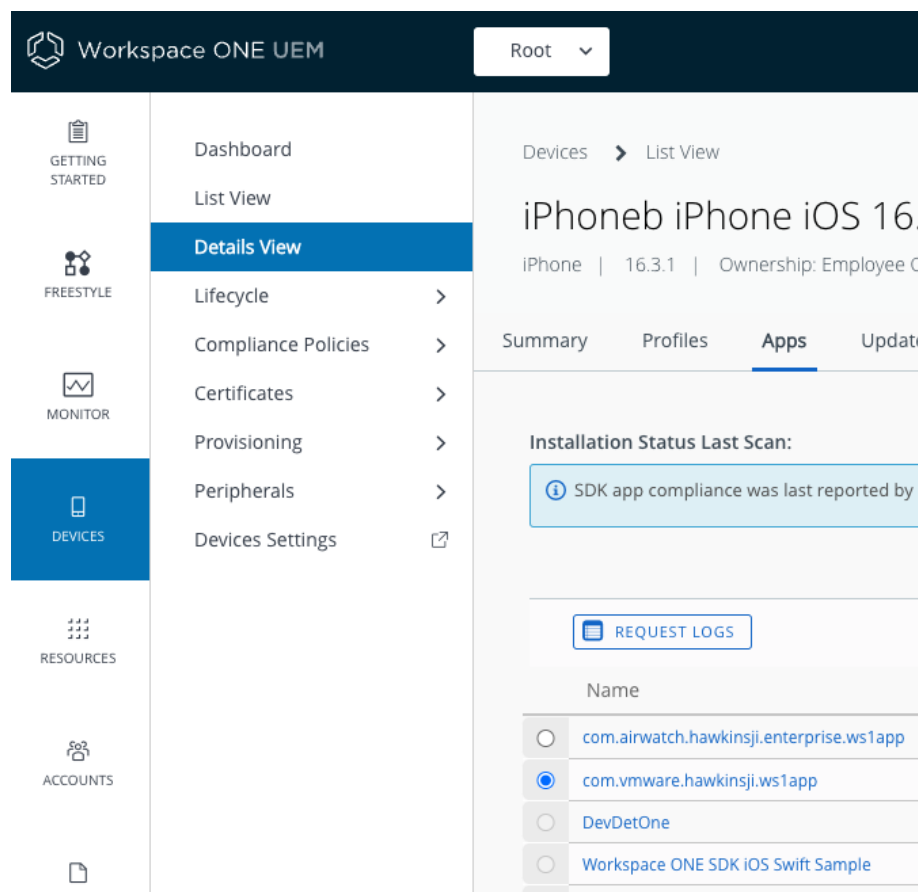 Workspace ONE UEM
Root
GETTING
STARTED
FREESTYLE
MONITOR
DEVICES
RESOURCES
ACCOUNTS
Dashboard
List View
Details View
Lifecycle
Compliance Policies
Certificates
Provisioning
Peripherals
Devices Settings
Devices > List View
iPhoneb iPhone iOS 16.
iPhone | 16.3.1 | Ownership: Employee
Summary Profiles Apps Update
Installation Status Last Scan:
SDK app compliance was last reported by
REQUEST LOGS
Name
com.airwatch.hawkinsji.enterprise.ws1app
com.vmware.hawkinsji.ws1app
DevDetOne
Workspace ONE SDK iOS Swift Sample